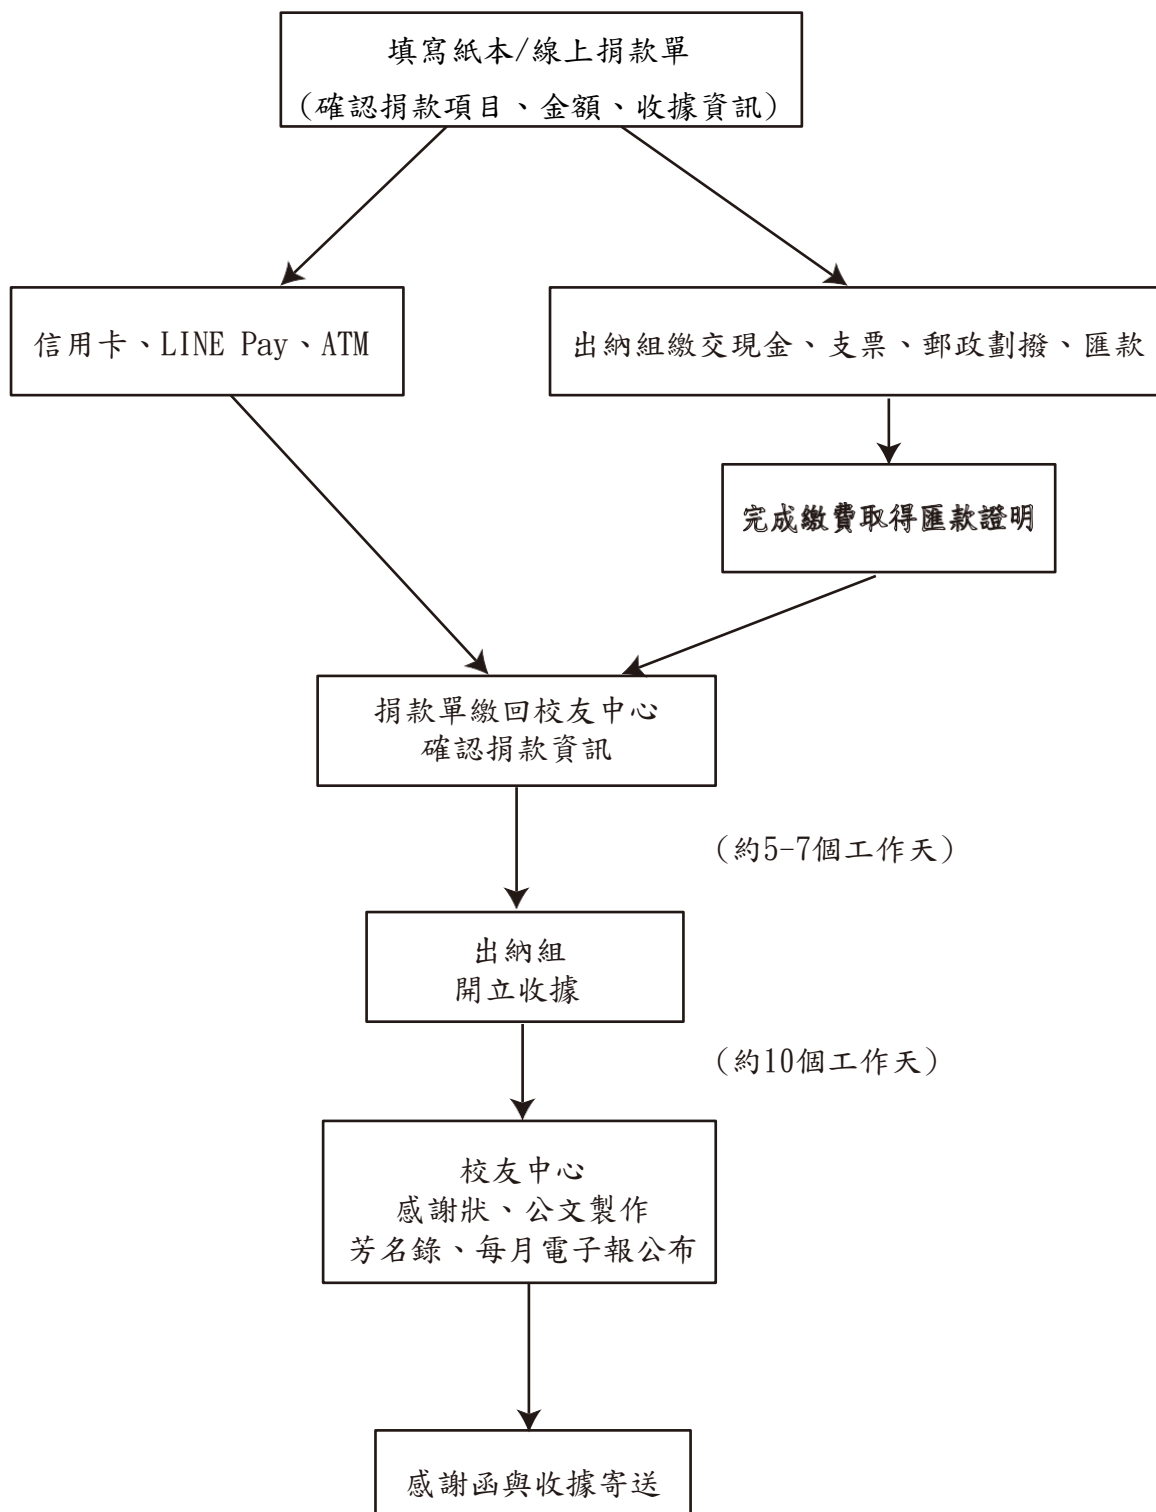 填寫紙本/線上捐款單
(確認捐款項目、金額、收據資訊)
信用卡、LINE Pay、ATM
出納組繳交現金、支票、郵政劃撥、匯款
完成繳費取得匯款證明
捐款單繳回校友中心
確認捐款資訊
(約5-7個工作天)
出納組
開立收據
(約10個工作天)
校友中心
感謝狀、公文製作
芳名錄、每月電子報公布
感謝函與收據寄送